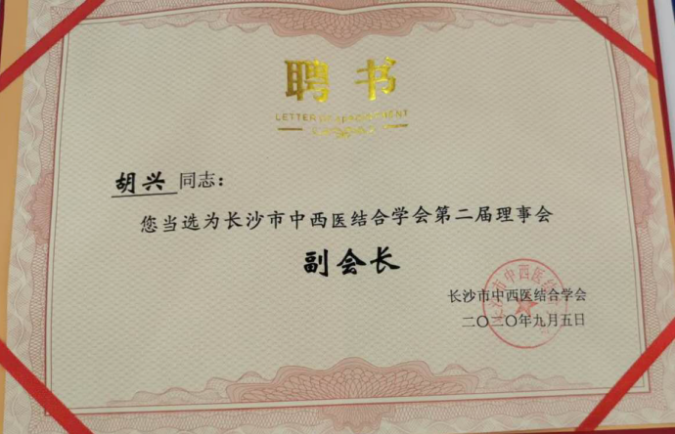 聘书
LETTER OF APPOINTMENT
胡兴 同志：
您当选为长沙市中西医结合学会第二届理事会
副会长
长沙市中西医结合学会
二〇二〇年九月五日